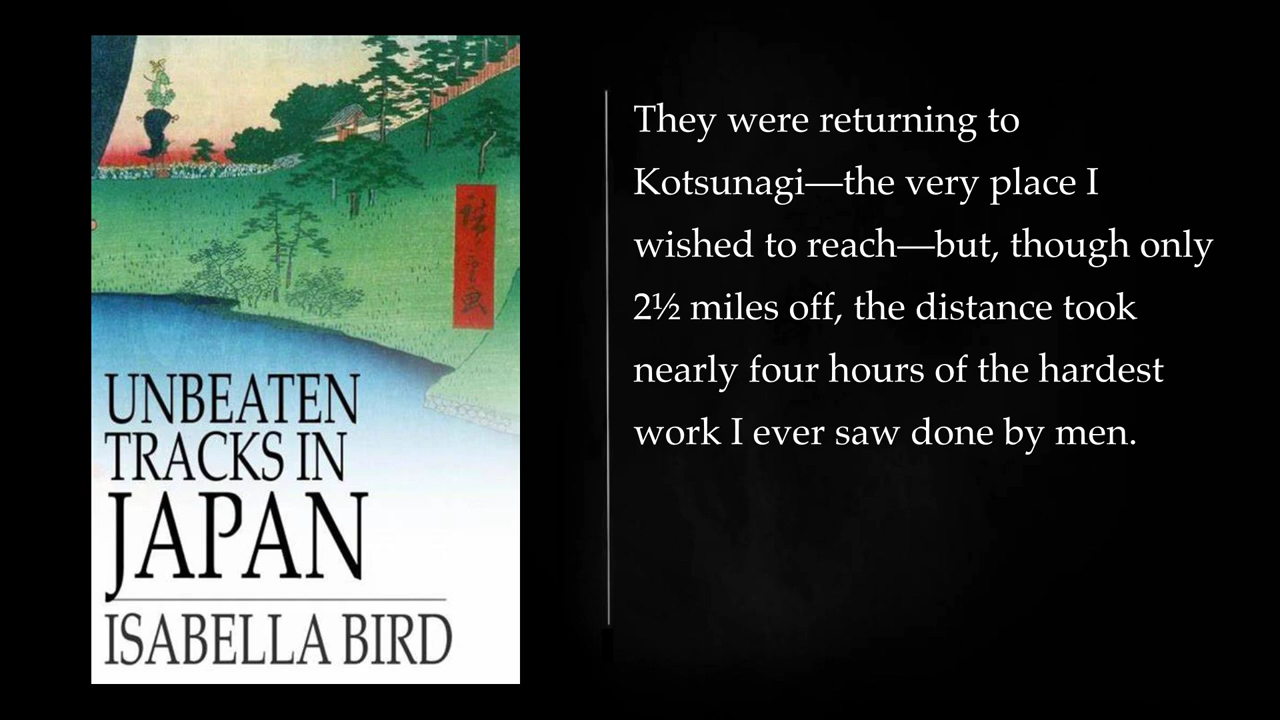 UNBEATEN
TRACKS IN
JAPAN
ISABELLA BIRD
They were returning to
Kotsunagi—the very place I
wished to reach—but, though only
2½ miles off, the distance took
nearly four hours of the hardest
work I ever saw done by men.